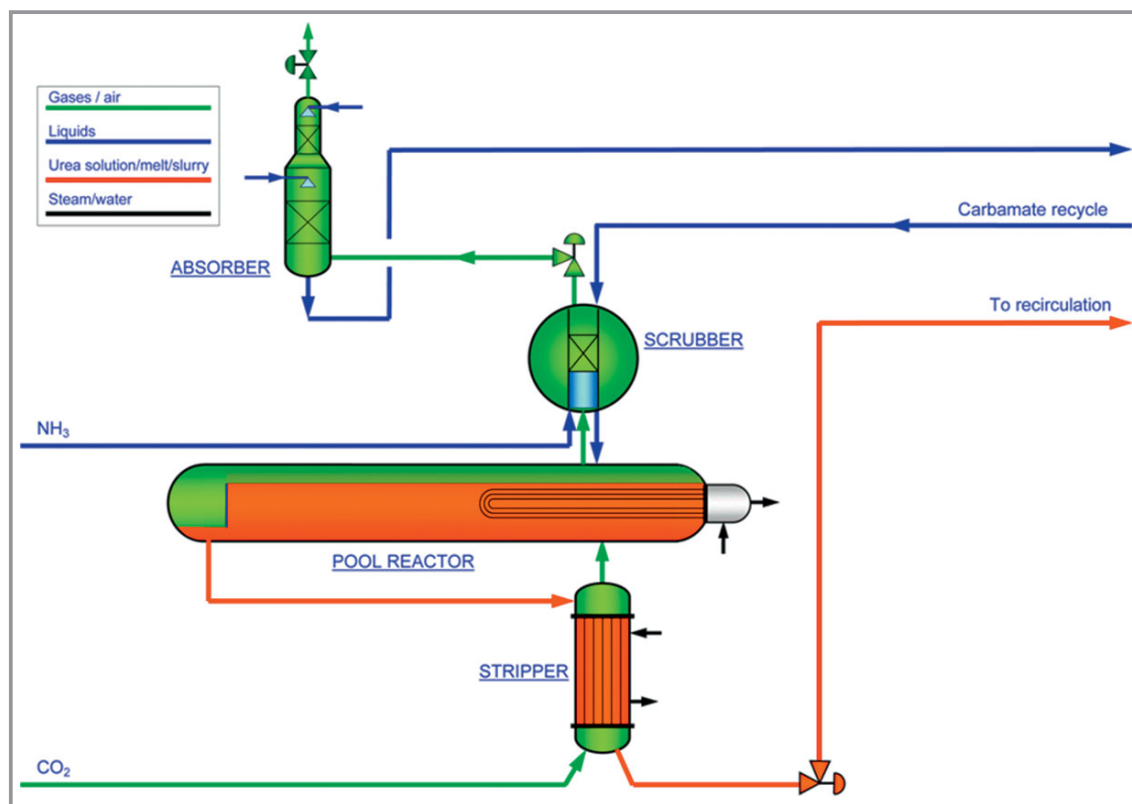 Gases / air
Liquids
Urea solution/melt/slurry
Steam/water
ABSORBER
Carbamate recycle
To recirculation
SCRUBBER
NH₃
POOL REACTOR
STRIPPER
CO₂